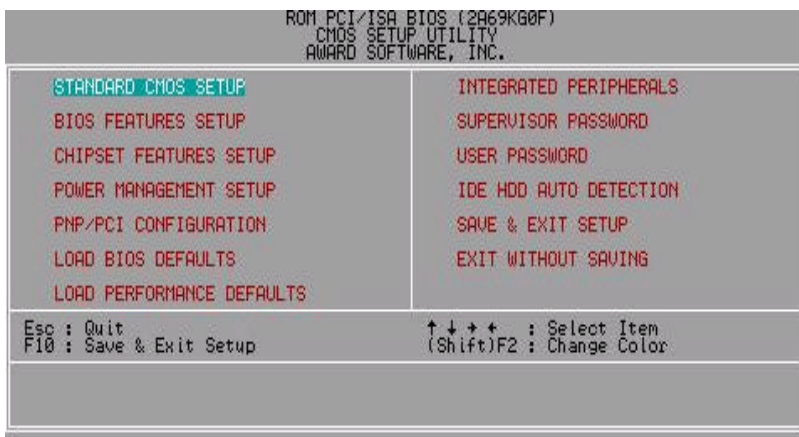 ROM PCI/ISA BIOS (2A69KG0F)
CMOS SETUP UTILITY
AWARD SOFTWARE, INC.
STANDARD CMOS SETUP
BIOS FEATURES SETUP
CHIPSET FEATURES SETUP
POWER MANAGEMENT SETUP
PNP/PCI CONFIGURATION
LOAD BIOS DEFAULTS
LOAD PERFORMANCE DEFAULTS
INTEGRATED PERIPHERALS
SUPERVISOR PASSWORD
USER PASSWORD
IDE HDD AUTO DETECTION
SAVE & EXIT SETUP
EXIT WITHOUT SAVING
Esc : Quit
F10 : Save & Exit Setup
↑ ↓ → ← : Select Item
(Shift)F2 : Change Color